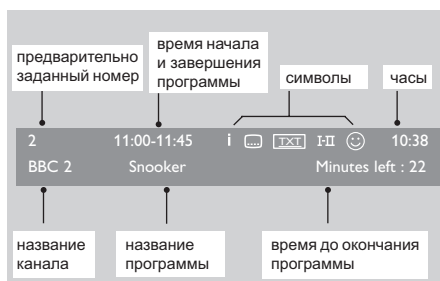 предварительно
заданный номер
время начала
и завершения
программы
символы
часы
2 11:00-11:45 i TXT I-II 10:38
BBC 2 Snooker Minutes left : 22
название
канала
название
программы
время до окончания
программы